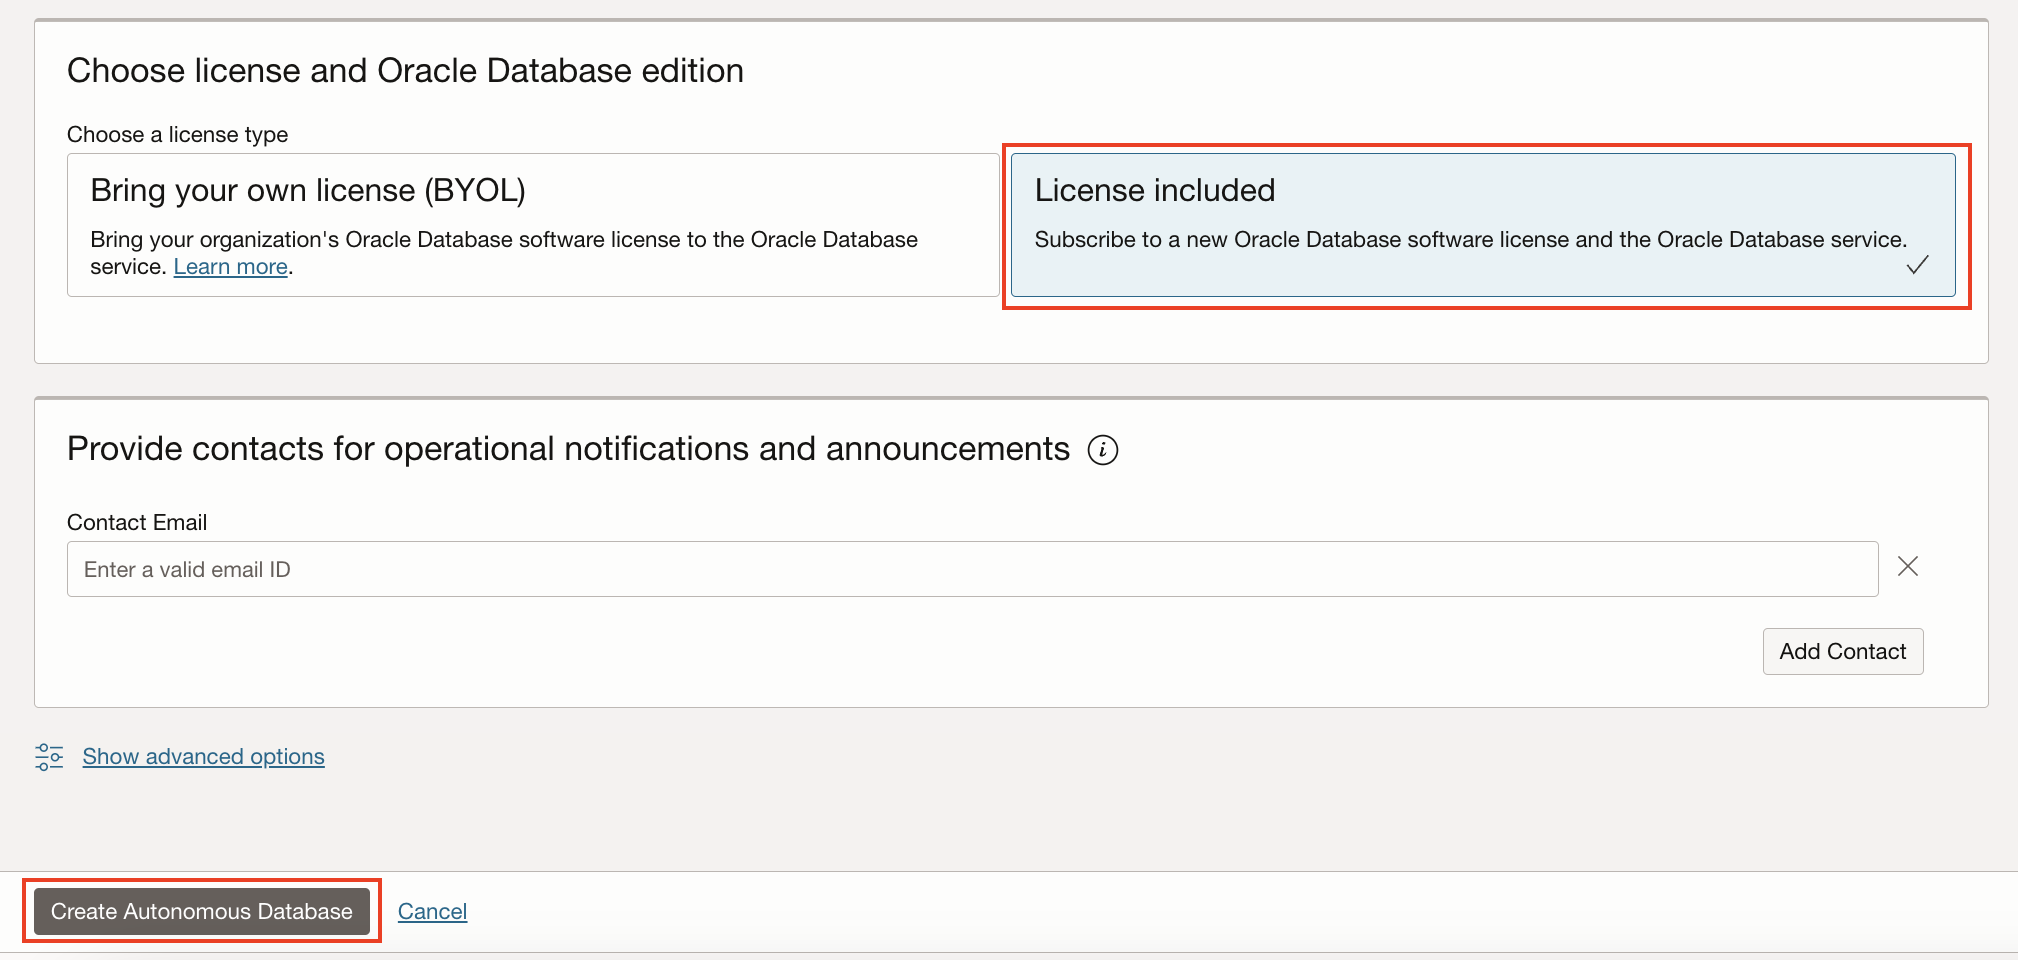 Choose license and Oracle Database edition
Choose a license type
Bring your own license (BYOL)
Bring your organization's Oracle Database software license to the Oracle Database
service. Learn more.
License included
Subscribe to a new Oracle Database software license and the Oracle Database service.
Provide contacts for operational notifications and announcements
Contact Email
Enter a valid email ID
Add Contact
Show advanced options
Create Autonomous Database
Cancel